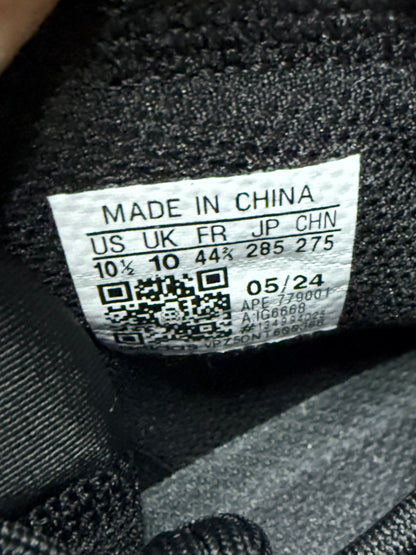 MADE IN CHINA
US UK FR JP CHN
10½ 10 44⅔ 285 275
05/24
APE 779001